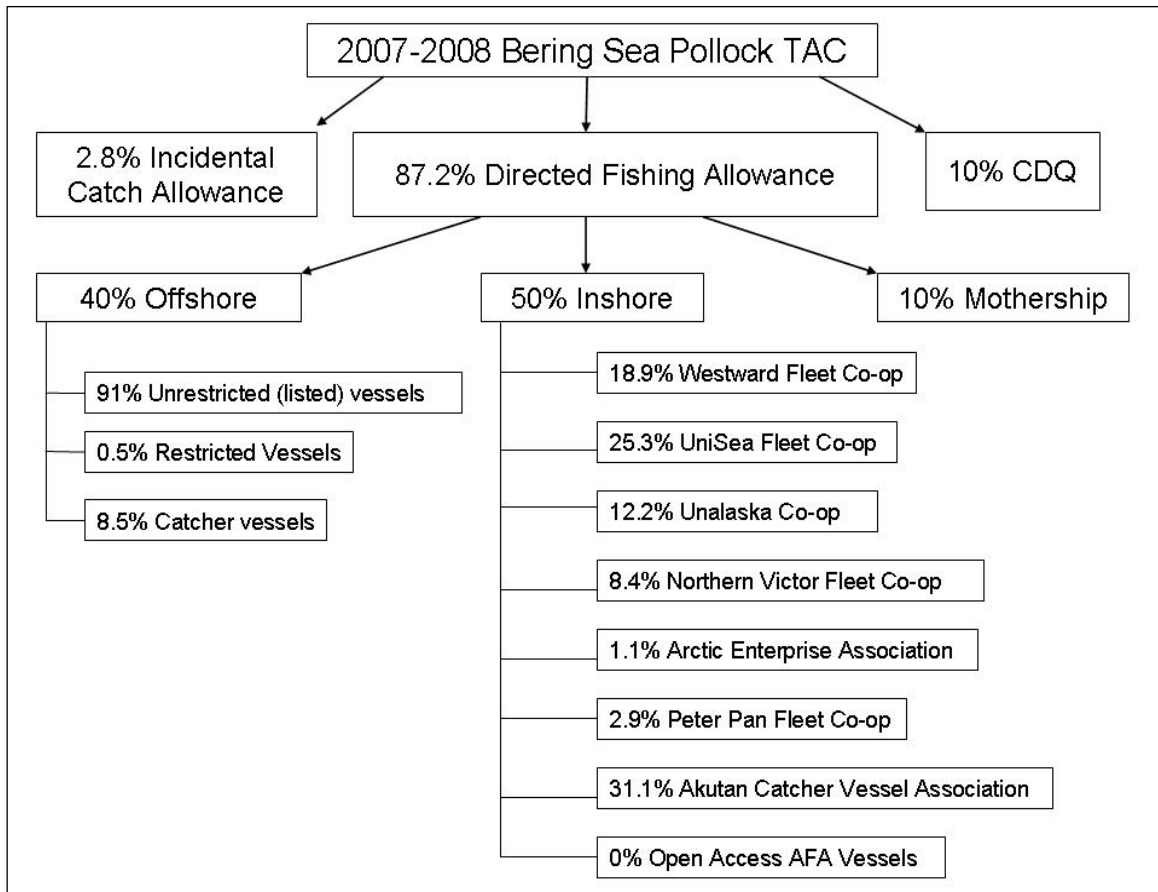 2007-2008 Bering Sea Pollock TAC
2.8% Incidental
Catch Allowance
87.2% Directed Fishing Allowance
10% CDQ
40% Offshore
50% Inshore
10% Mothership
91% Unrestricted (listed) vessels
0.5% Restricted Vessels
8.5% Catcher vessels
18.9% Westward Fleet Co-op
25.3% UniSea Fleet Co-op
12.2% Unalaska Co-op
8.4% Northern Victor Fleet Co-op
1.1% Arctic Enterprise Association
2.9% Peter Pan Fleet Co-op
31.1% Akutan Catcher Vessel Association
0% Open Access AFA Vessels